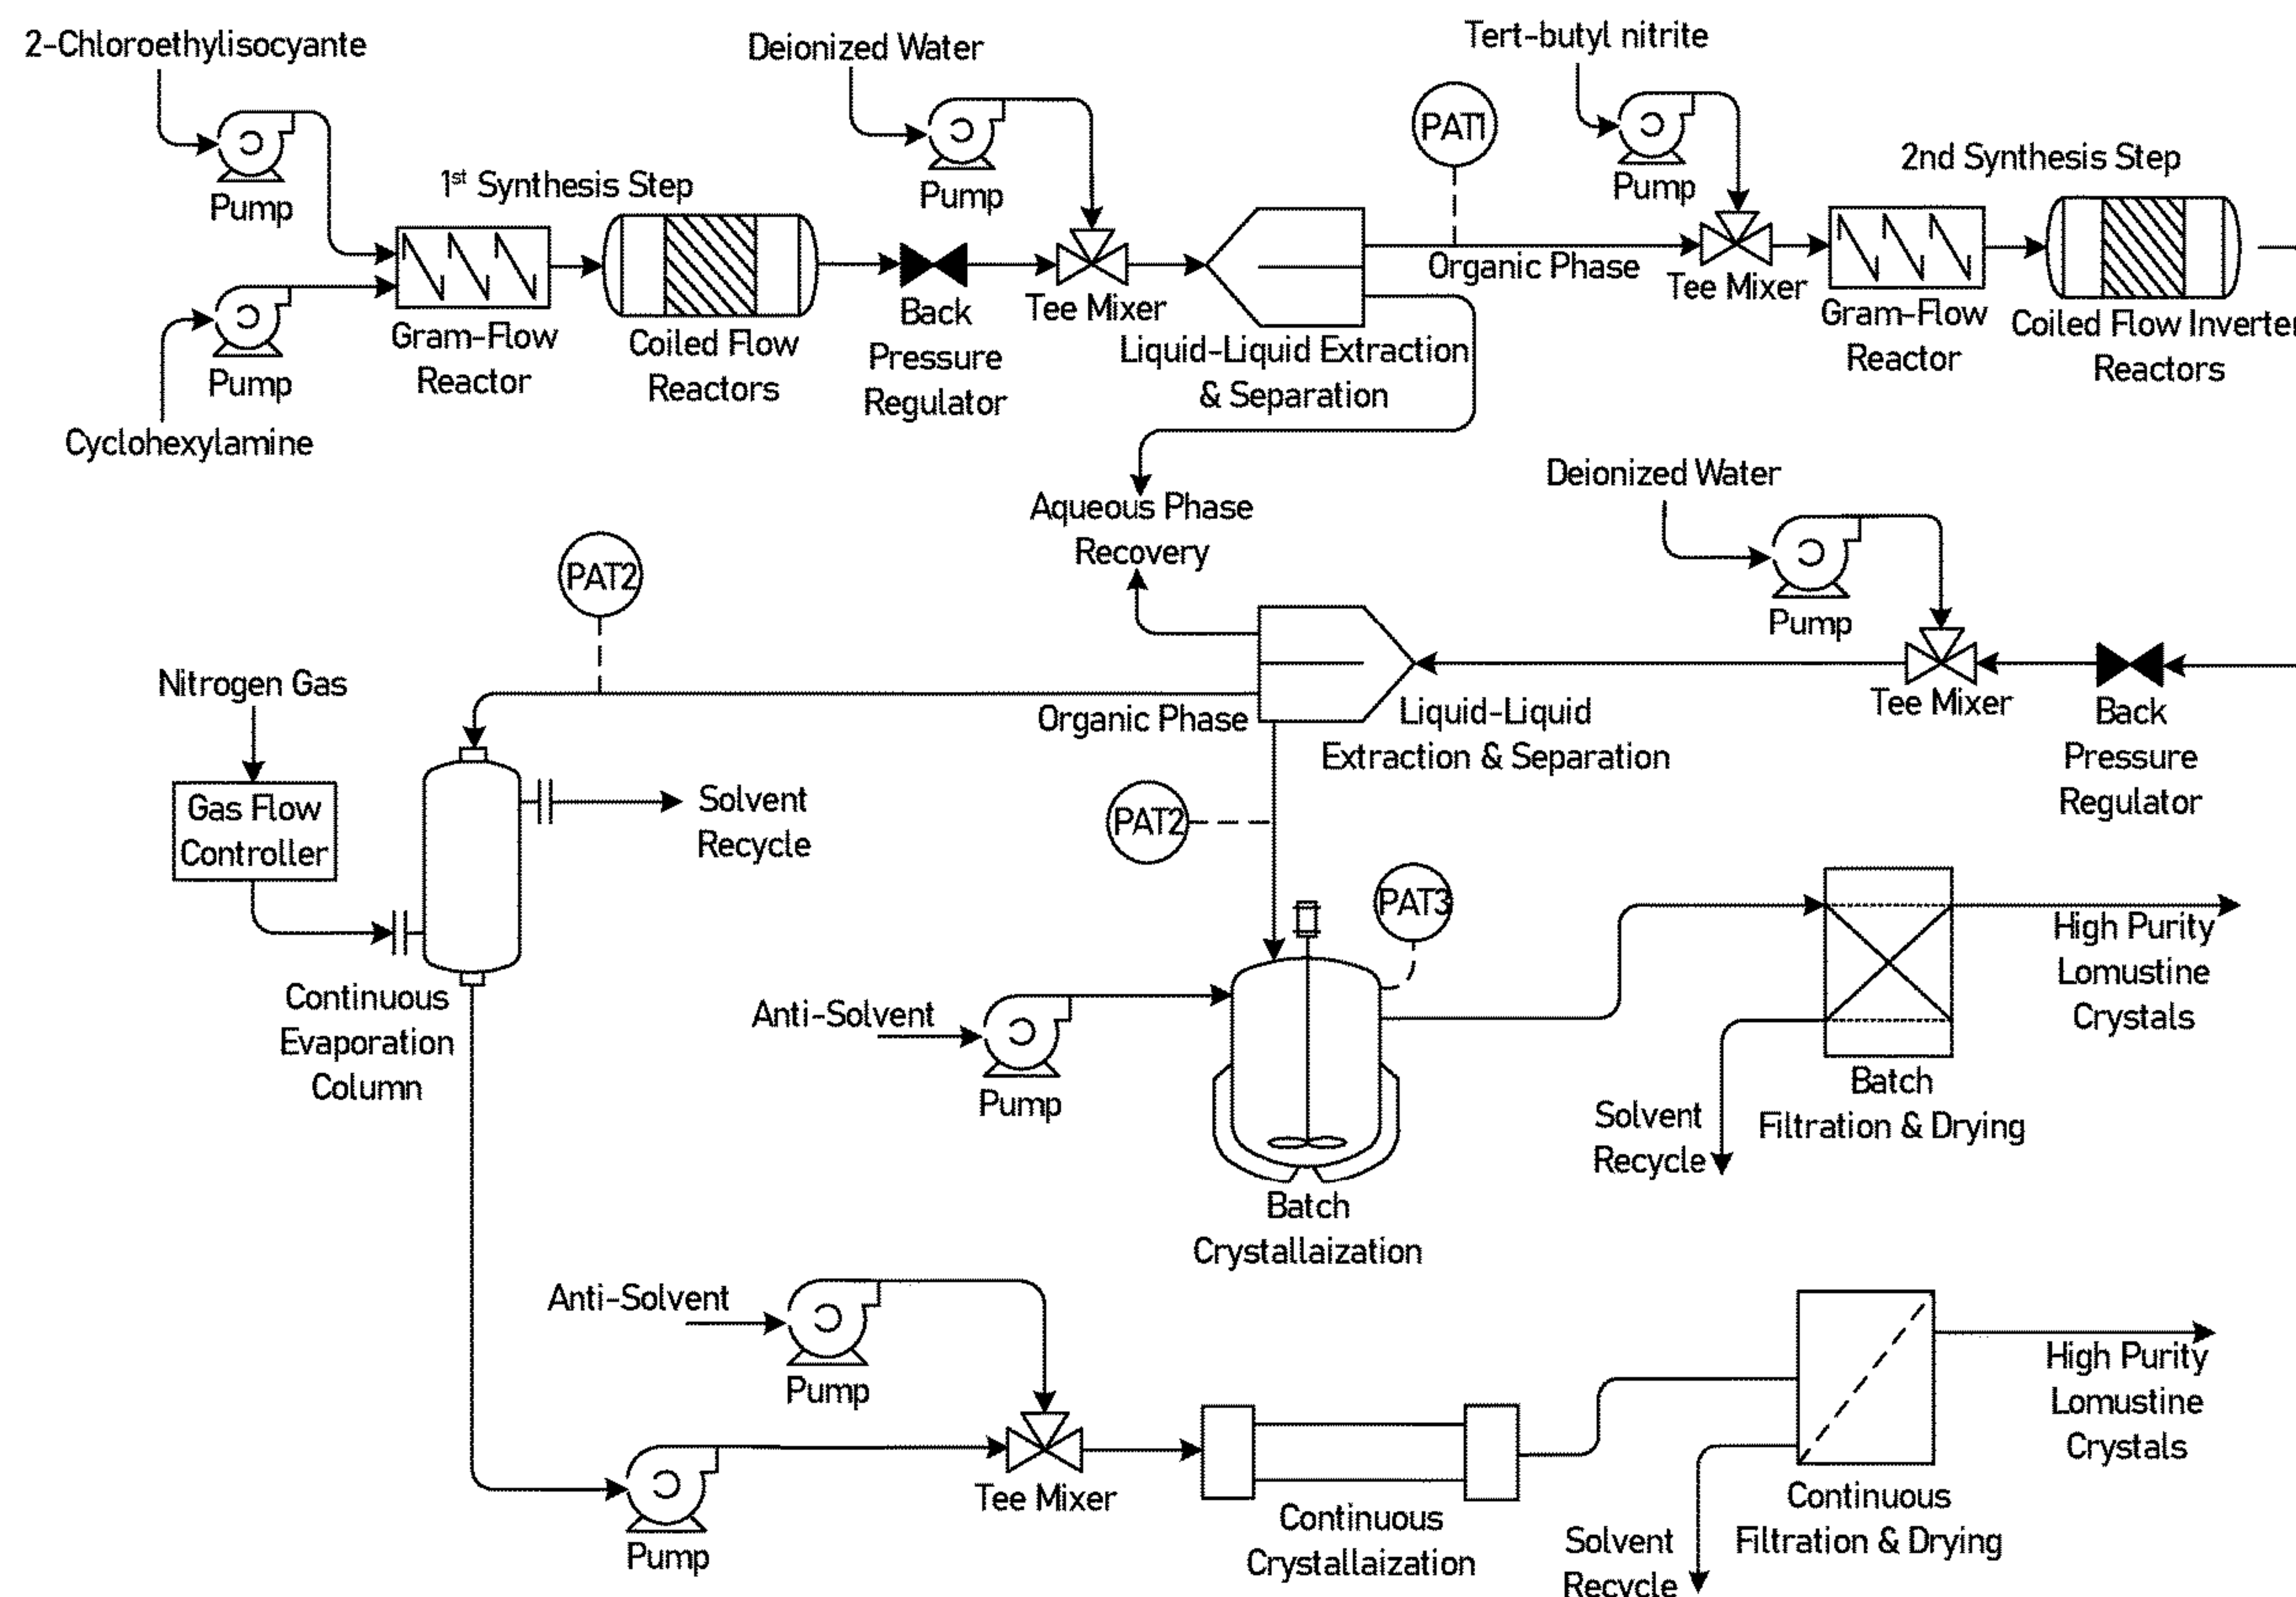 2-Chloroethylisocyante
Pump
Cyclohexylamine
Pump
1st Synthesis Step
Gram-Flow
Reactor
Coiled Flow
Reactors
Back
Pressure
Regulator
Deionized Water
Pump
Tee Mixer
Liquid-Liquid Extraction
& Separation
PAT1
Organic Phase
Tert-butyl nitrite
Pump
Tee Mixer
2nd Synthesis Step
Gram-Flow
Reactor
Coiled Flow Inverter
Reactors
Aqueous Phase
Recovery
Deionized Water
Pump
Tee Mixer
Back
Pressure
Regulator
Liquid-Liquid
Extraction & Separation
Organic Phase
PAT2
Nitrogen Gas
Gas Flow
Controller
Solvent
Recycle
Continuous
Evaporation
Column
PAT2
PAT3
Anti-Solvent
Pump
Batch
Crystallaization
High Purity
Lomustine
Crystals
Batch
Filtration & Drying
Solvent
Recycle
Anti-Solvent
Pump
Pump
Tee Mixer
Continuous
Crystallaization
High Purity
Lomustine
Crystals
Continuous
Filtration & Drying
Solvent
Recycle